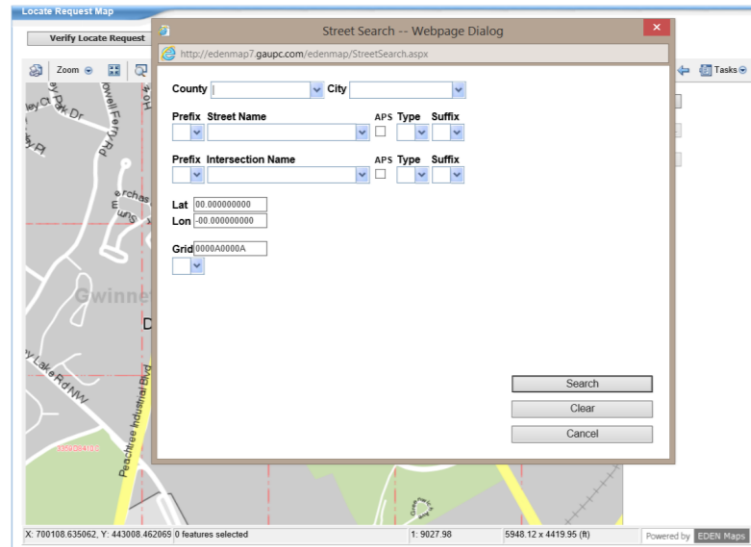 Locate Request Map
Verify Locate Request
Street Search -- Webpage Dialog
http://edenmap7.gaupc.com/edenmap/StreetSearch.aspx
Zoom
Tasks
County City
Prefix Street Name APS Type Suffix
Prefix Intersection Name APS Type Suffix
Lat 00.000000000
Lon -00.000000000
Grid 0000A0000A
Search
Clear
Cancel
Gwinne
D
Lake Rd NW
Peachtree Industrial Blvd
X: 700108.635062, Y: 443008.462069 0 features selected 1: 9027.98 5948.12 x 4419.95 (ft) Powered by EDEN Maps